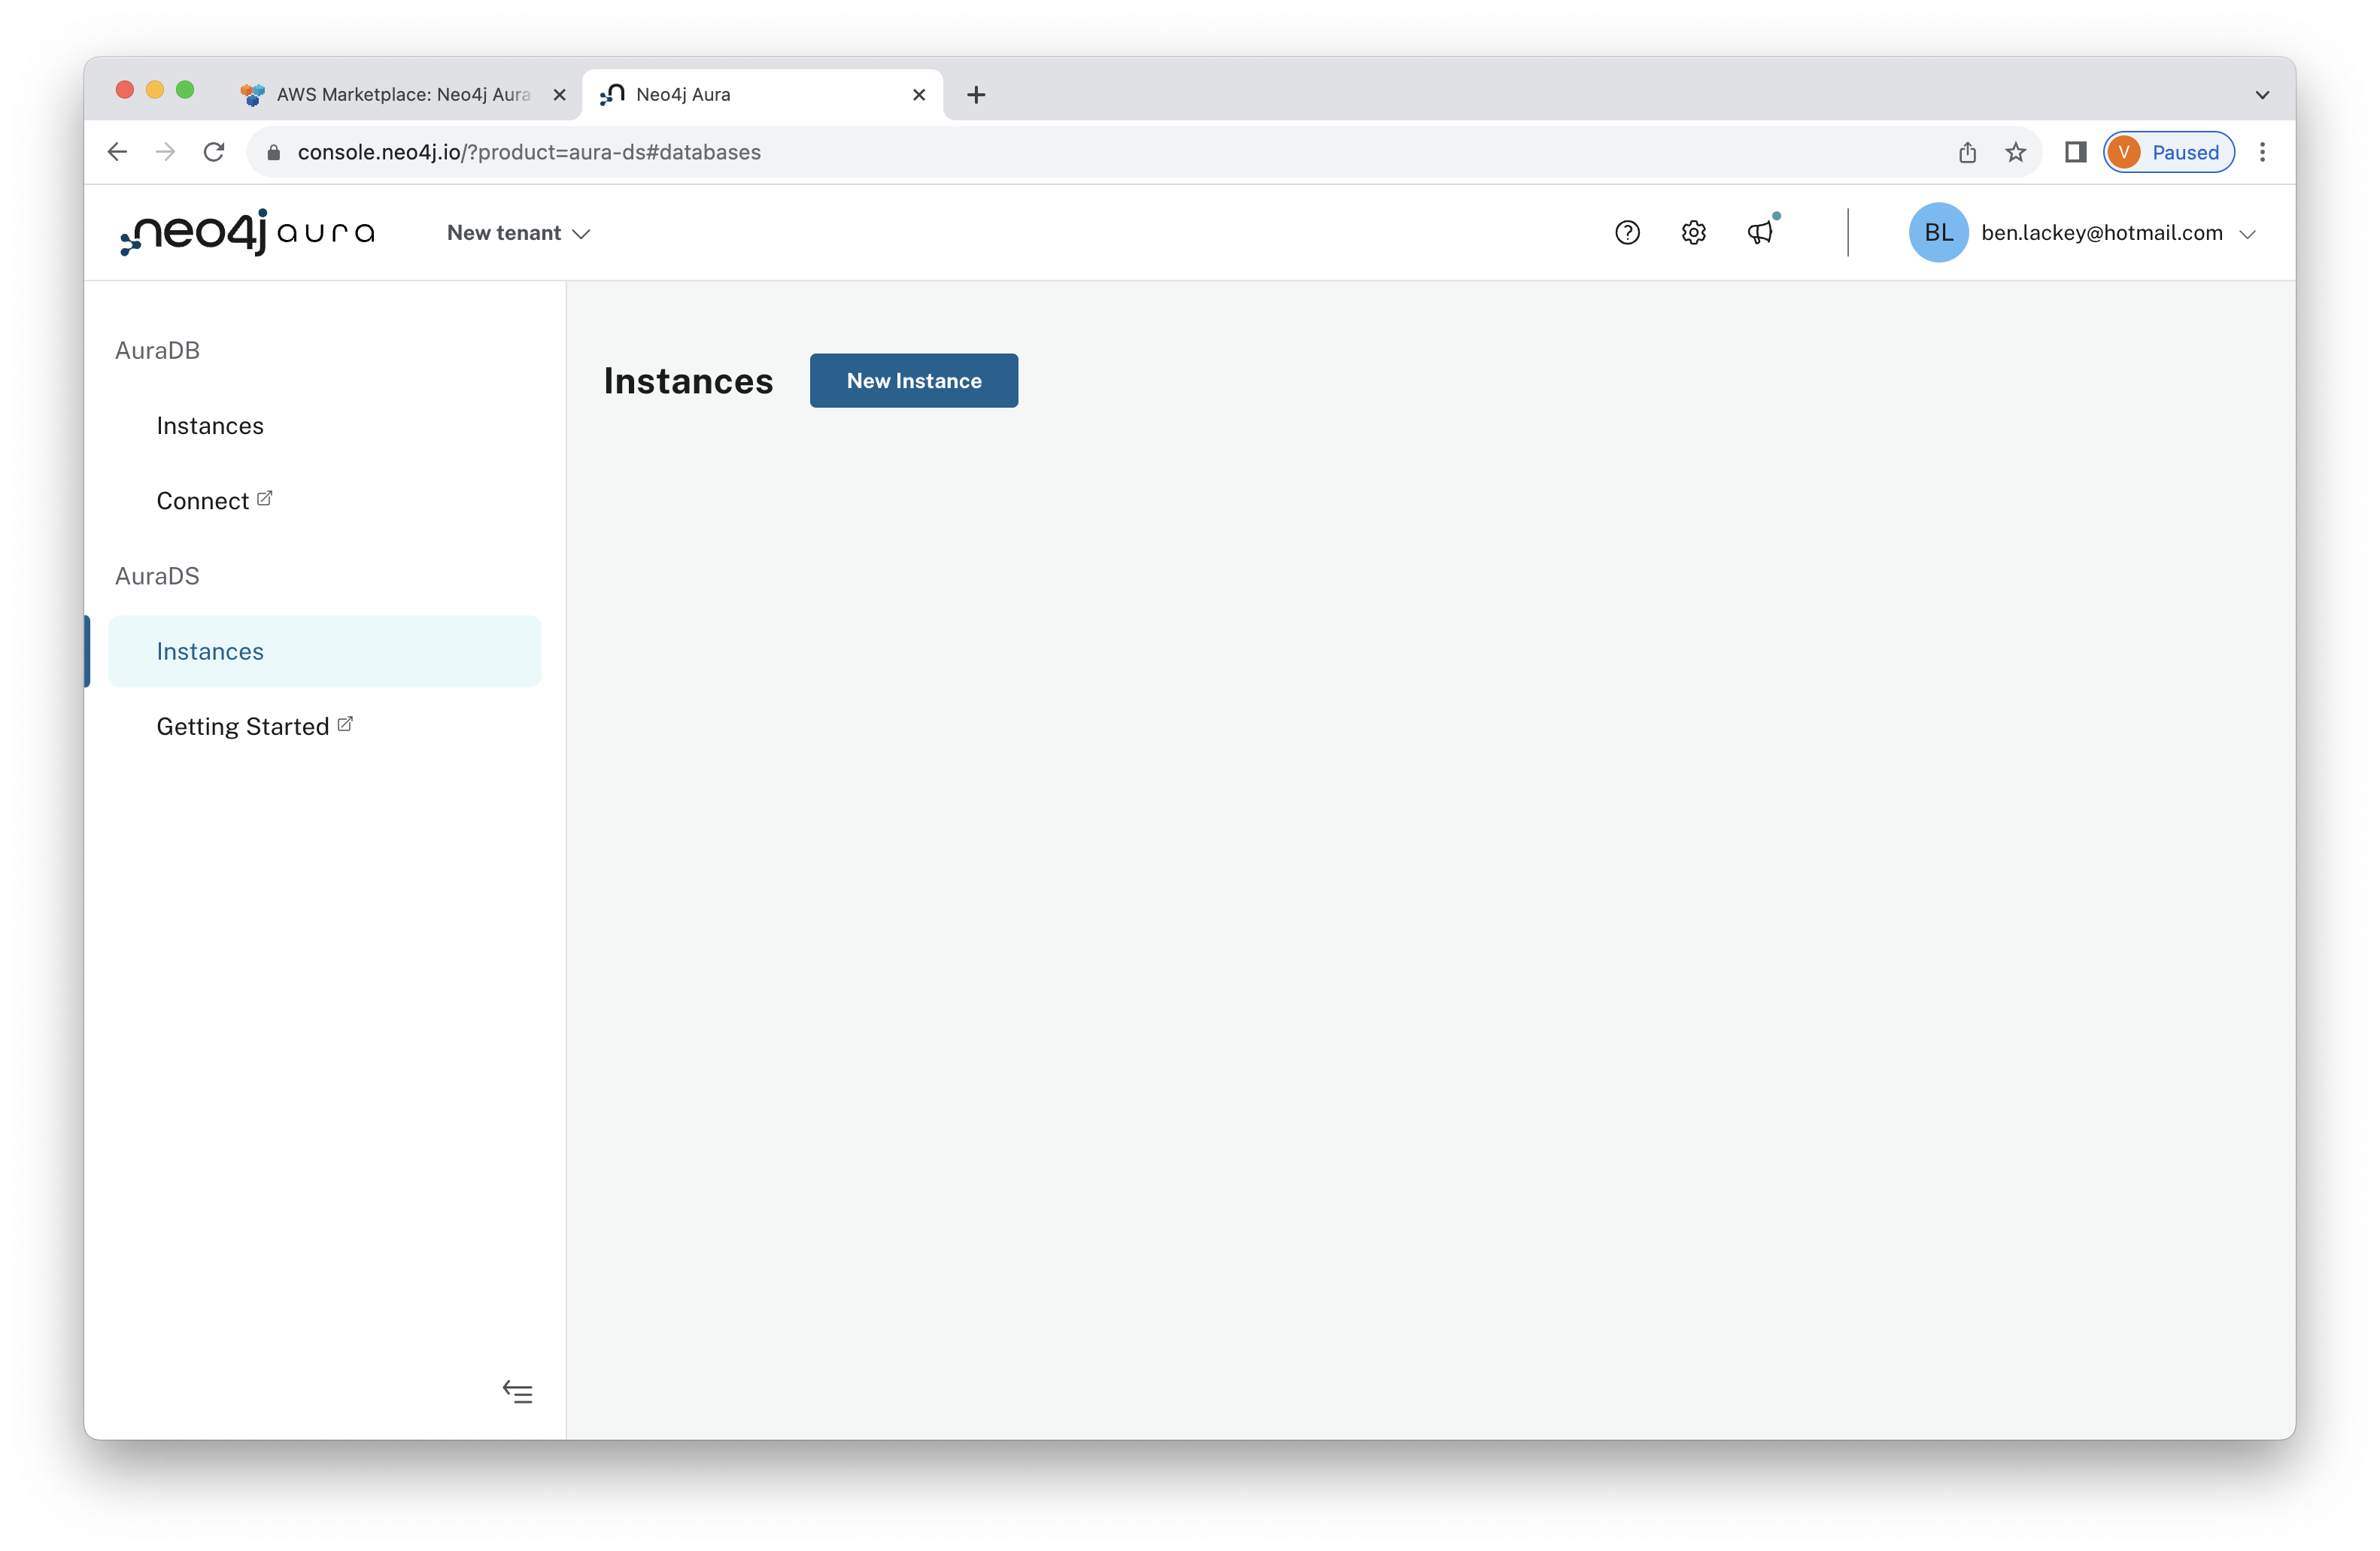 AWS Marketplace: Neo4j Aura
Neo4j Aura
console.neo4j.io/?product=aura-ds#databases
V Paused
neo4j aura
New tenant
BL ben.lackey@hotmail.com
AuraDB
Instances
Connect
AuraDS
Instances
Getting Started
Instances
New Instance